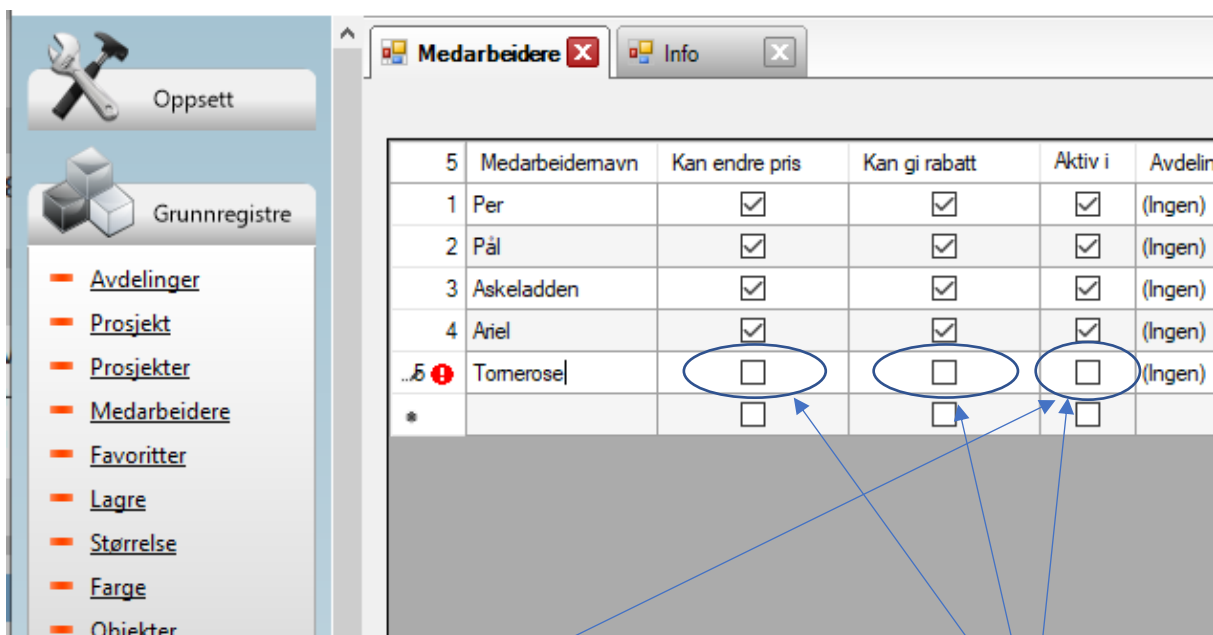 Oppsett
Grunnregistre
Avdelinger
Prosjekt
Prosjekter
Medarbeidere
Favoritter
Lagre
Størrelse
Farge
Objekter
Medarbeidere Info
5 Medarbeidernavn Kan endre pris Kan gi rabatt Aktiv i Avdelin
1 Per (Ingen)
2 Pål (Ingen)
3 Askeladden (Ingen)
4 Ariel (Ingen)
...5 Tornerose (Ingen)
*